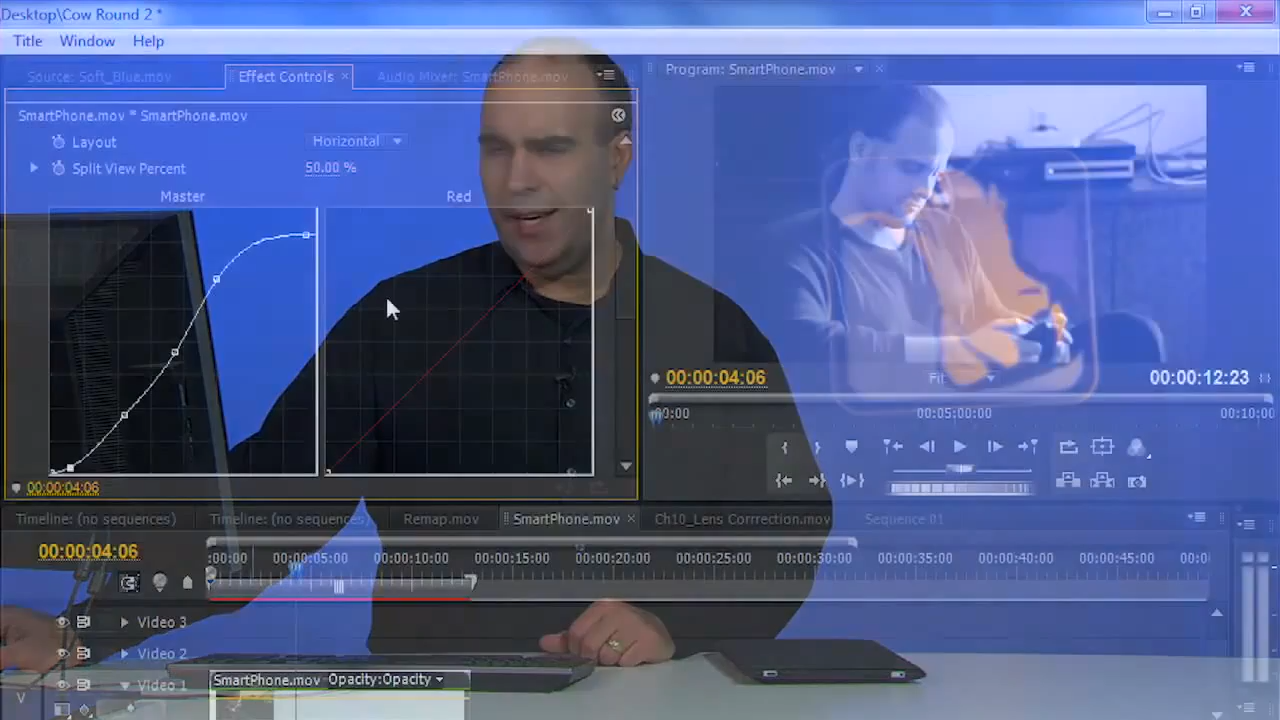 Desktop\Cow Round 2 *
Title Window Help
Source: Soft_Blue.mov Effect Controls × Audio Mixer: SmartPhone.mov
Program: SmartPhone.mov
SmartPhone.mov * SmartPhone.mov
Layout Horizontal
Split View Percent 50.00 %
Master Red
00:00:04:06 Fit 00:00:12:23
00:00 00:05:00:00 00:10:00
00:00:04:06
Timeline: (no sequences) Timeline: (no sequences) Remap.mov SmartPhone.mov × Ch10_Lens Corrrection.mov Sequence 01
00:00:04:06
:00:00 00:00:05:00 00:00:10:00 00:00:15:00 00:00:20:00 00:00:25:00 00:00:30:00 00:00:35:00 00:00:40:00 00:00:45:00 00:0
Video 3
Video 2
V Video 1 SmartPhone.mov Opacity:Opacity